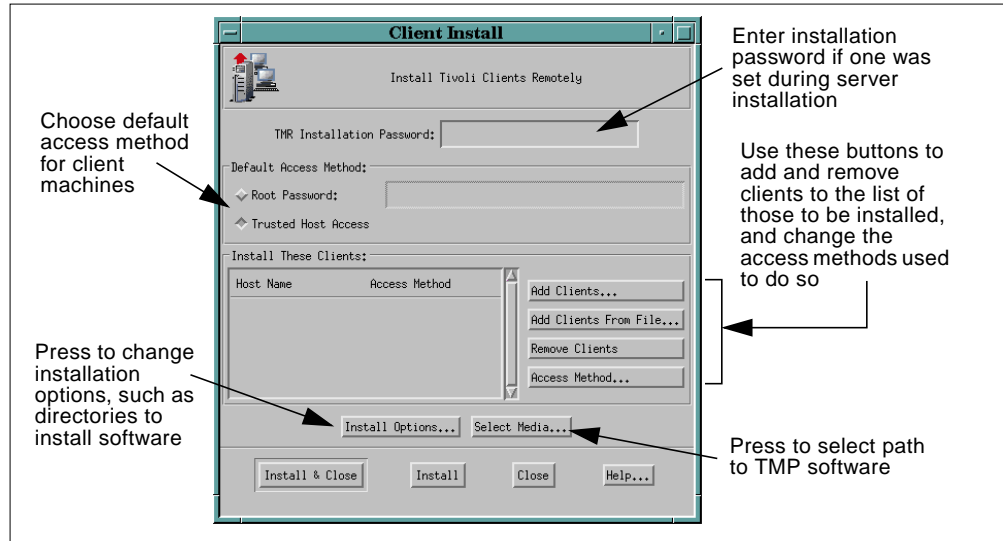 Client Install
Install Tivoli Clients Remotely
Enter installation
password if one was
set during server
installation
TMR Installation Password:
Choose default
access method
for client
machines
Default Access Method:
Root Password:
Trusted Host Access
Use these buttons to
add and remove
clients to the list of
those to be installed,
and change the
access methods used
to do so
Install These Clients:
Host Name Access Method
Add Clients...
Add Clients From File...
Remove Clients
Access Method...
Press to change
installation
options, such as
directories to
install software
Install Options... Select Media...
Press to select path
to TMP software
Install & Close Install Close Help...